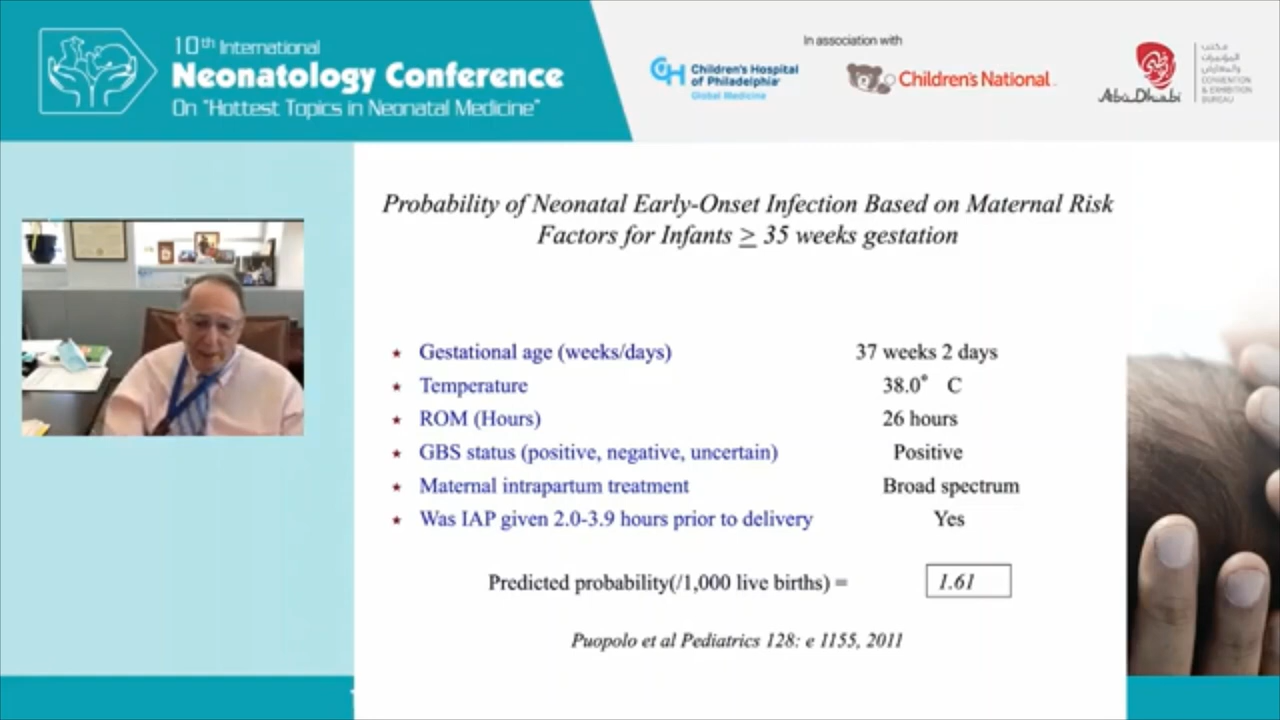 10th International
Neonatology Conference
On "Hottest Topics in Neonatal Medicine"
In association with
Children's Hospital
of Philadelphia
Global Medicine
Children's National
Abu Dhabi
CONVENTION
& EXHIBITION
BUREAU
Probability of Neonatal Early-Onset Infection Based on Maternal Risk
Factors for Infants ≥ 35 weeks gestation
Gestational age (weeks/days) 37 weeks 2 days
Temperature 38.0° C
ROM (Hours) 26 hours
GBS status (positive, negative, uncertain) Positive
Maternal intrapartum treatment Broad spectrum
Was IAP given 2.0-3.9 hours prior to delivery Yes
Predicted probability(/1,000 live births) = 1.61
Puopolo et al Pediatrics 128: e 1155, 2011